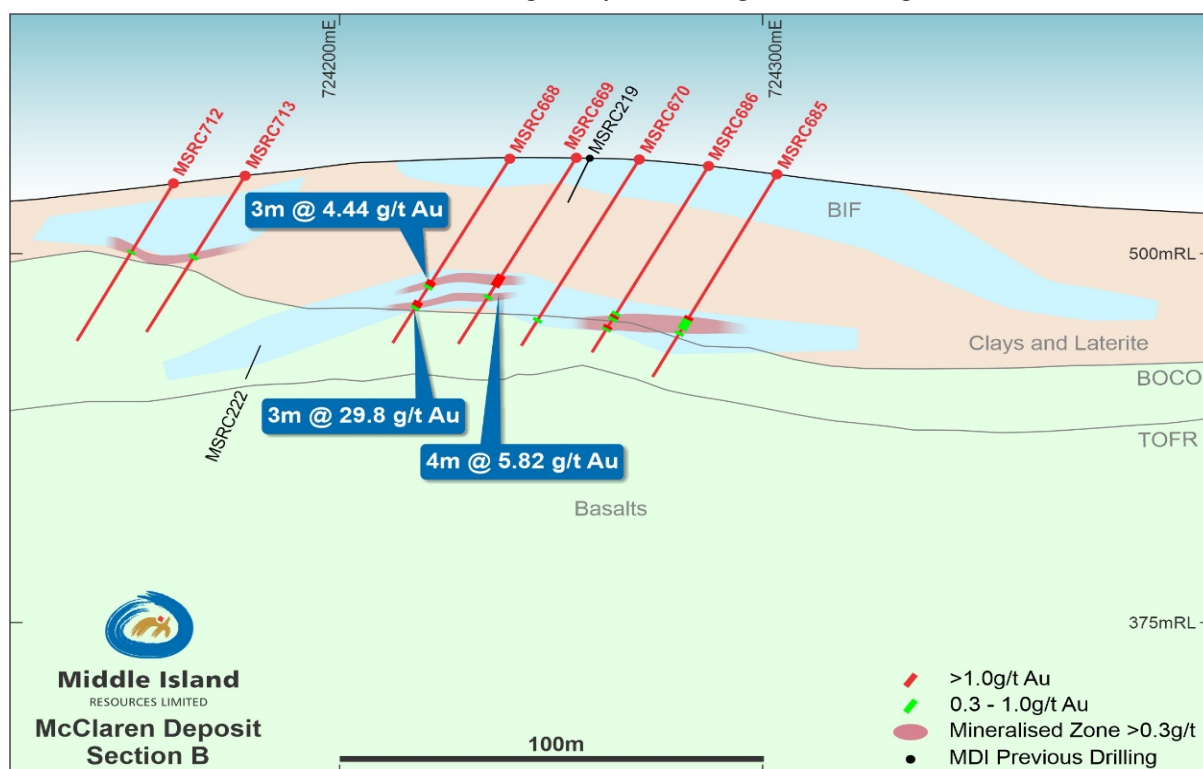 724200mE
724300mE
MSRC712
MSRC713
MSRC668
MSRC669
MSRC219
MSRC670
MSRC686
MSRC685
3m @ 4.44 g/t Au
BIF
500mRL
Clays and Laterite
BOCO
MSRC222
3m @ 29.8 g/t Au
TOFR
4m @ 5.82 g/t Au
Basalts
375mRL
Middle Island
RESOURCES LIMITED
McClaren Deposit
Section B
100m
>1.0g/t Au
0.3 - 1.0g/t Au
Mineralised Zone >0.3g/t
MDI Previous Drilling